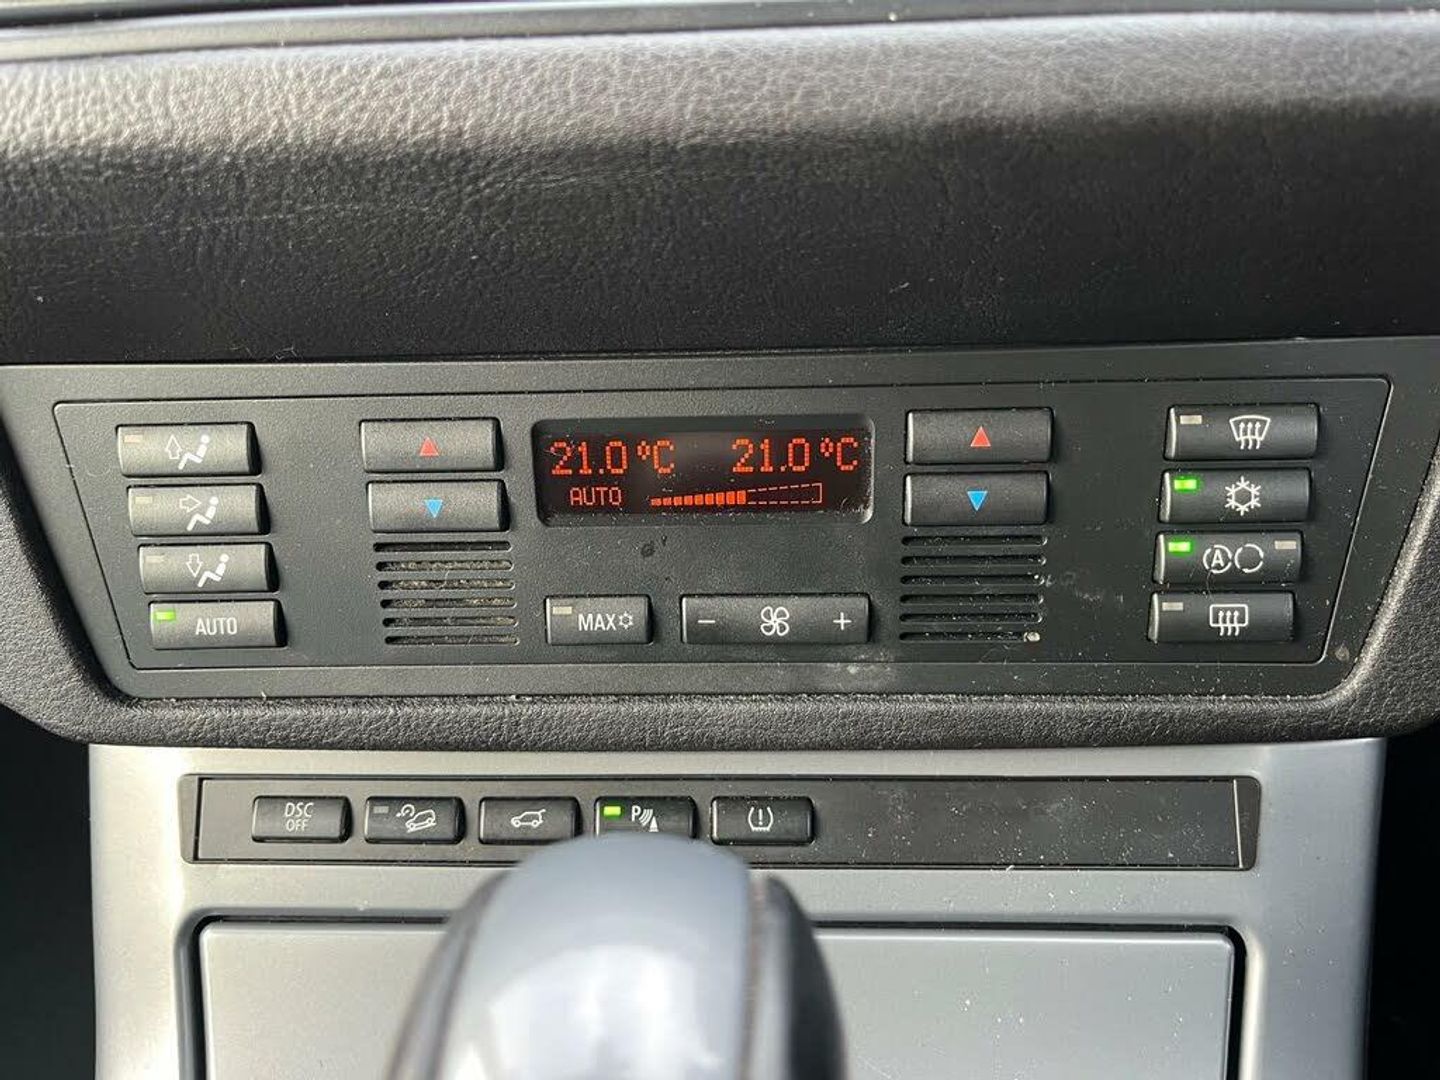 21.0 °C 21.0 °C
AUTO
AUTO
MAX
− +
A
DSC
OFF
P
(!)